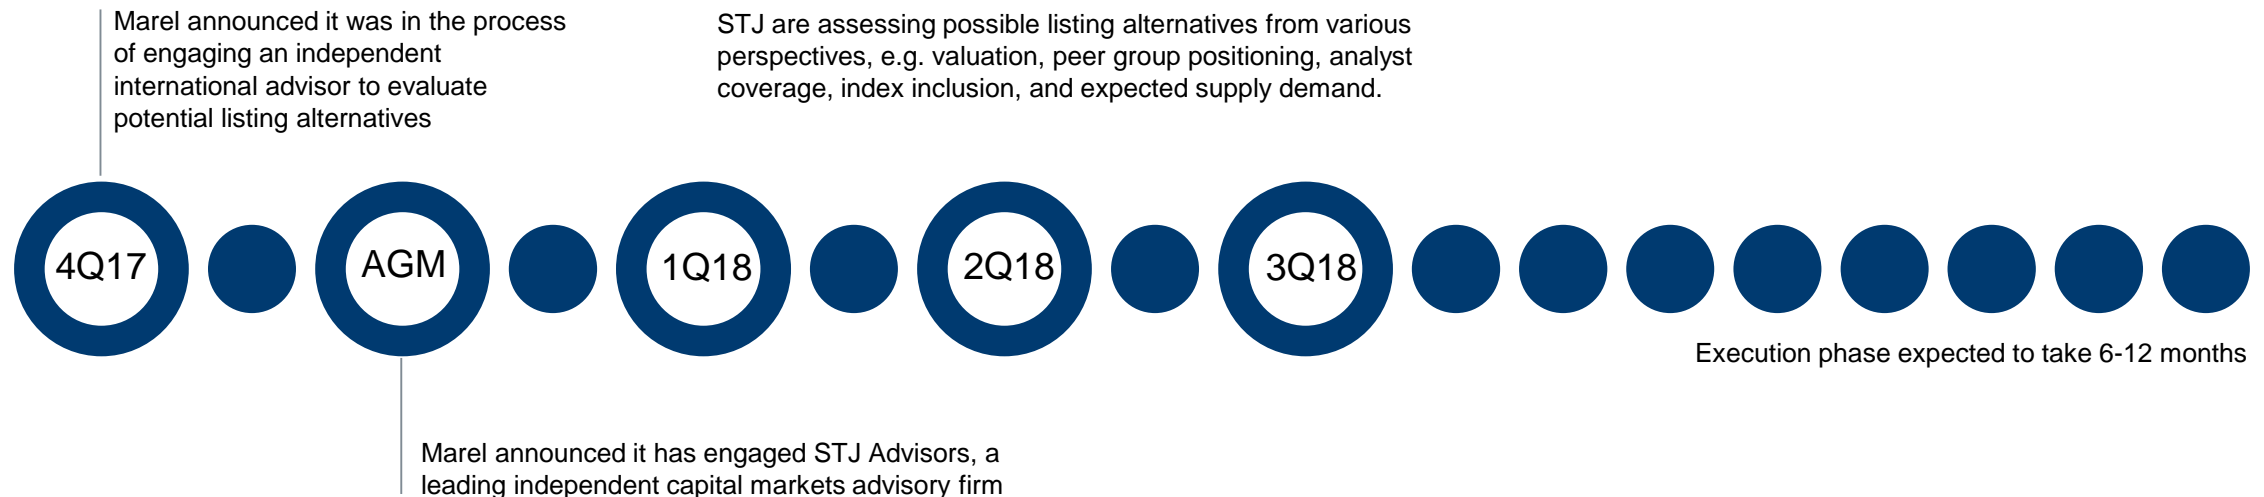 Marel announced it was in the process
of engaging an independent
international advisor to evaluate
potential listing alternatives
STJ are assessing possible listing alternatives from various
perspectives, e.g. valuation, peer group positioning, analyst
coverage, index inclusion, and expected supply demand.
4Q17
AGM
1Q18
2Q18
3Q18
Execution phase expected to take 6-12 months
Marel announced it has engaged STJ Advisors, a
leading independent capital markets advisory firm